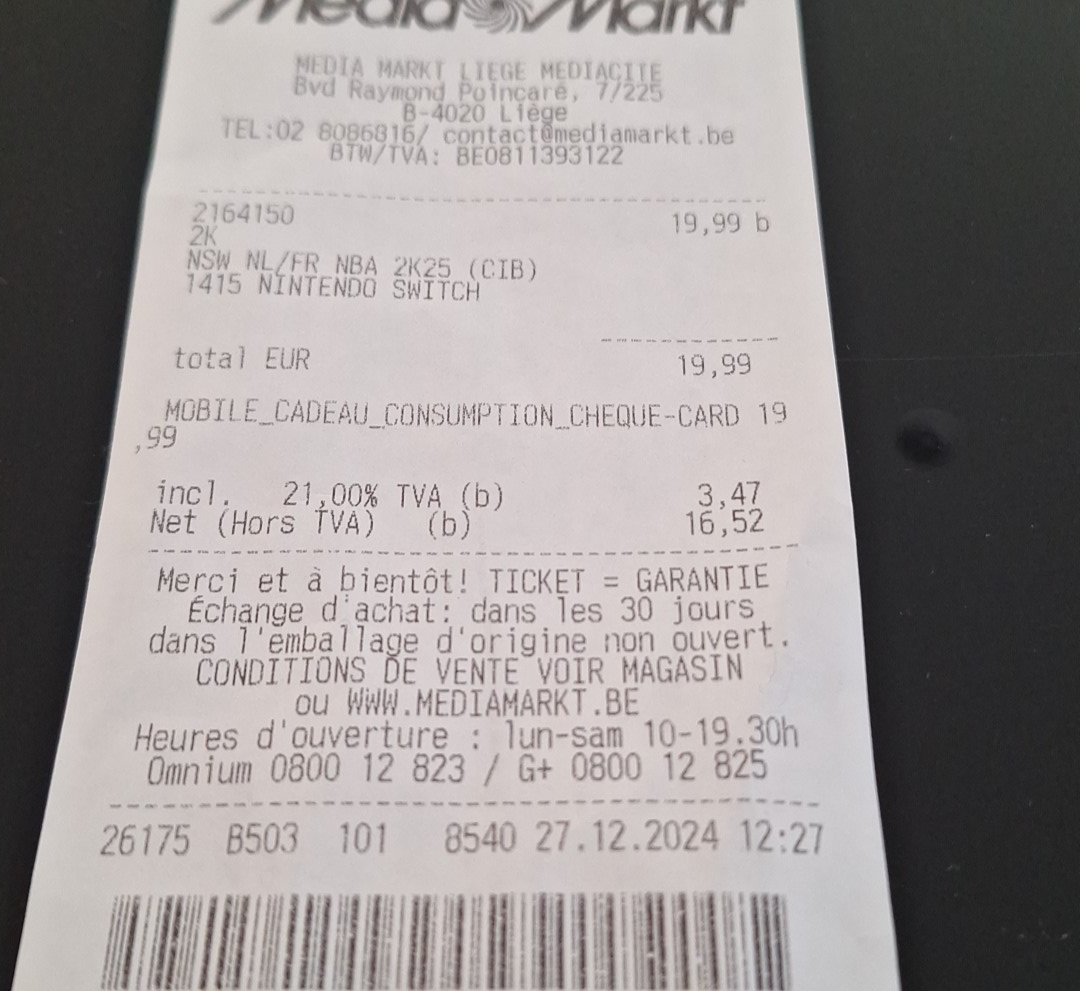 Media Markt
MEDIA MARKT LIEGE MEDIACITE
Bvd Raymond Poincaré, 7/225
B-4020 Liège
TEL:02 8086816/ contact@mediamarkt.be
BTW/TVA: BE0811393122
2164150 19,99 b
2K
NSW NL/FR NBA 2K25 (CIB)
1415 NINTENDO SWITCH
total EUR 19,99
MOBILE_CADEAU_CONSUMPTION_CHEQUE-CARD 19
,99
incl. 21,00% TVA (b) 3,47
Net (Hors TVA) (b) 16,52
Merci et à bientôt! TICKET = GARANTIE
Échange d'achat: dans les 30 jours
dans l'emballage d'origine non ouvert.
CONDITIONS DE VENTE VOIR MAGASIN
ou WWW.MEDIAMARKT.BE
Heures d'ouverture : lun-sam 10-19.30h
Omnium 0800 12 823 / G+ 0800 12 825
26175 B503 101 8540 27.12.2024 12:27